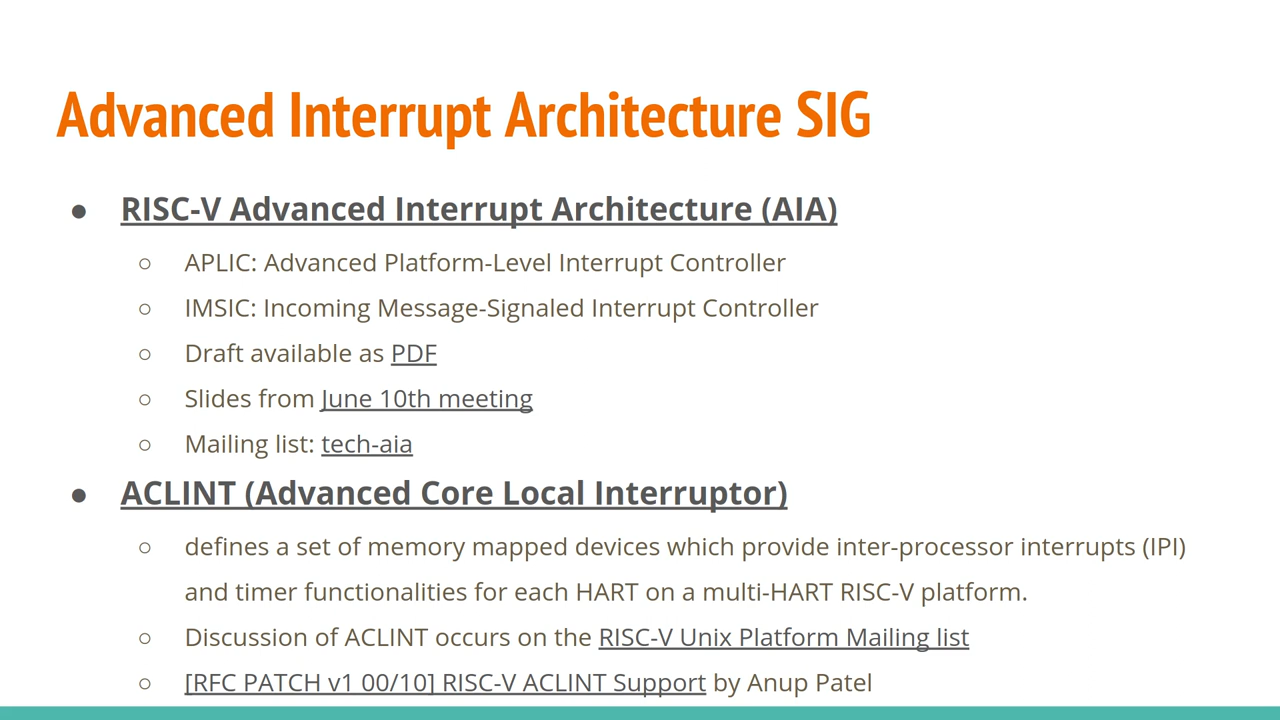 Advanced Interrupt Architecture SIG
● RISC-V Advanced Interrupt Architecture (AIA)
○ APLIC: Advanced Platform-Level Interrupt Controller
○ IMSIC: Incoming Message-Signaled Interrupt Controller
○ Draft available as PDF
○ Slides from June 10th meeting
○ Mailing list: tech-aia
● ACLINT (Advanced Core Local Interruptor)
○ defines a set of memory mapped devices which provide inter-processor interrupts (IPI)
and timer functionalities for each HART on a multi-HART RISC-V platform.
○ Discussion of ACLINT occurs on the RISC-V Unix Platform Mailing list
○ [RFC PATCH v1 00/10] RISC-V ACLINT Support by Anup Patel